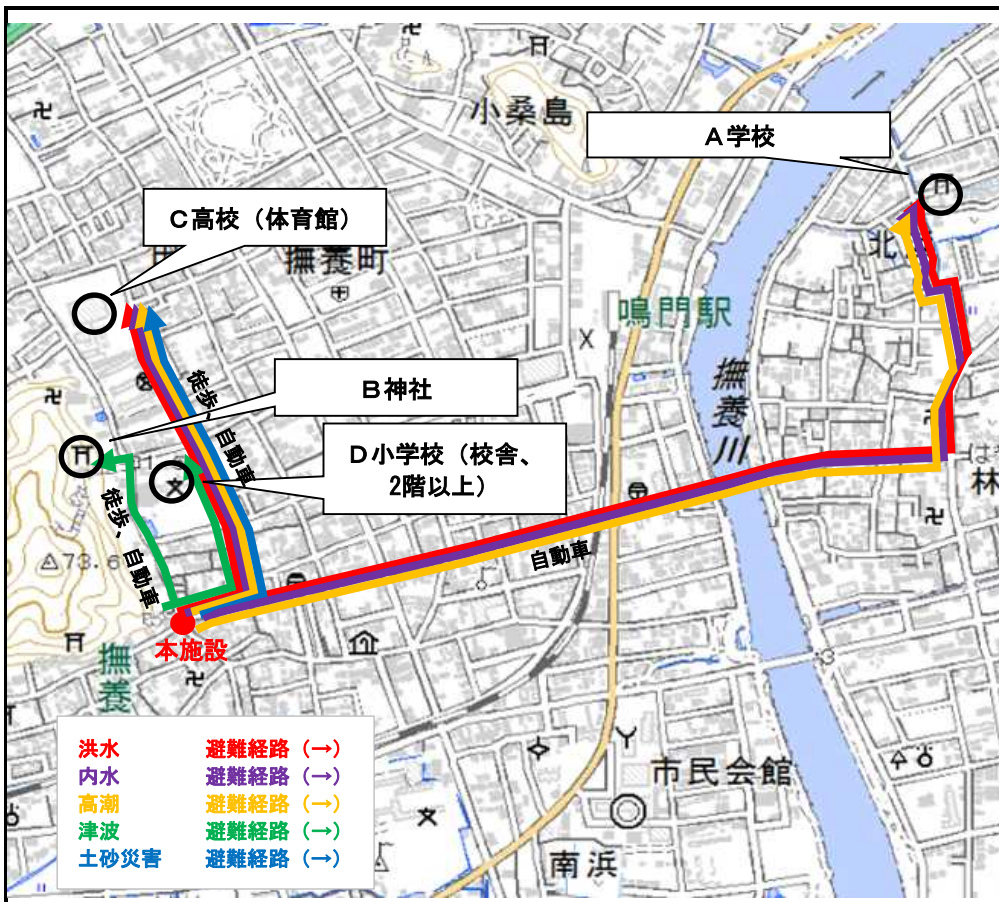 小桑島
A学校
C高校（体育館）
撫養町
北
鳴門駅
B神社
徒歩、自動車
撫養川
D小学校（校舎、
2階以上）
はき
林
徒歩、自動車
自動車
73.6
本施設
撫養
洪水 避難経路（→）
内水 避難経路（→）
高潮 避難経路（→）
津波 避難経路（→）
土砂災害 避難経路（→）
市民会館
南浜